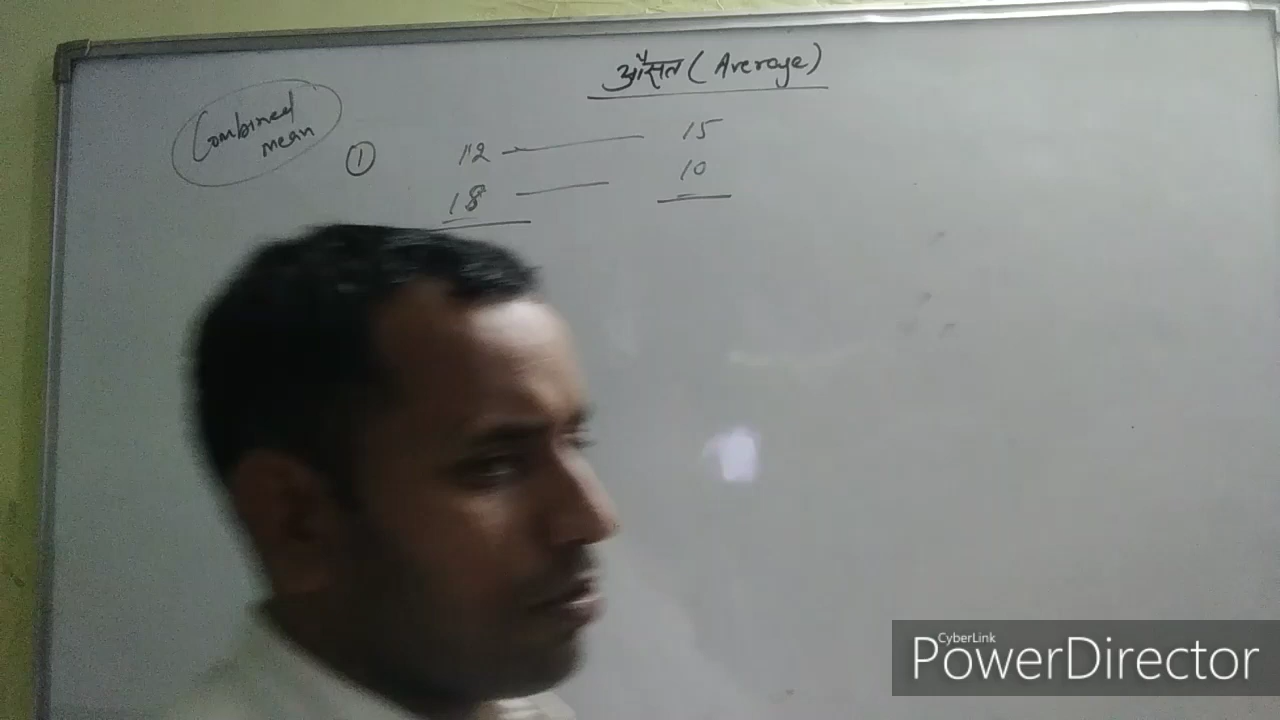 औसत ( Average )
Combined
mean
① 12 — 15
18 — 10
CyberLink
PowerDirector